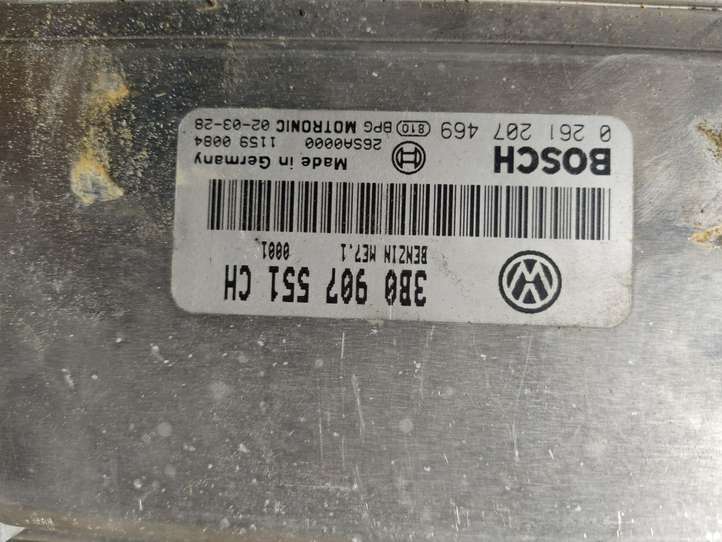 3B0 907 551 CH
BENZIN ME7.1 0001
BOSCH
Made in Germany
26SA0000 1159 0084
0 261 207 469 B10 BPG MOTRONIC 02-03-28